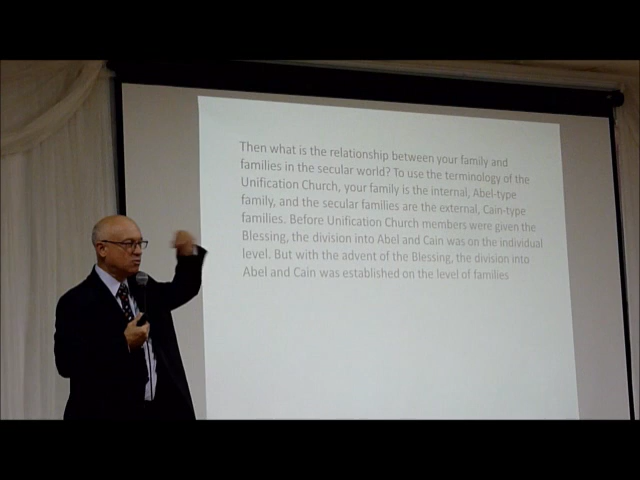 Then what is the relationship between your family and
families in the secular world? To use the terminology of the
Unification Church, your family is the internal, Abel-type
family, and the secular families are the external, Cain-type
families. Before Unification Church members were given the
Blessing, the division into Abel and Cain was on the individual
level. But with the advent of the Blessing, the division into
Abel and Cain was established on the level of families